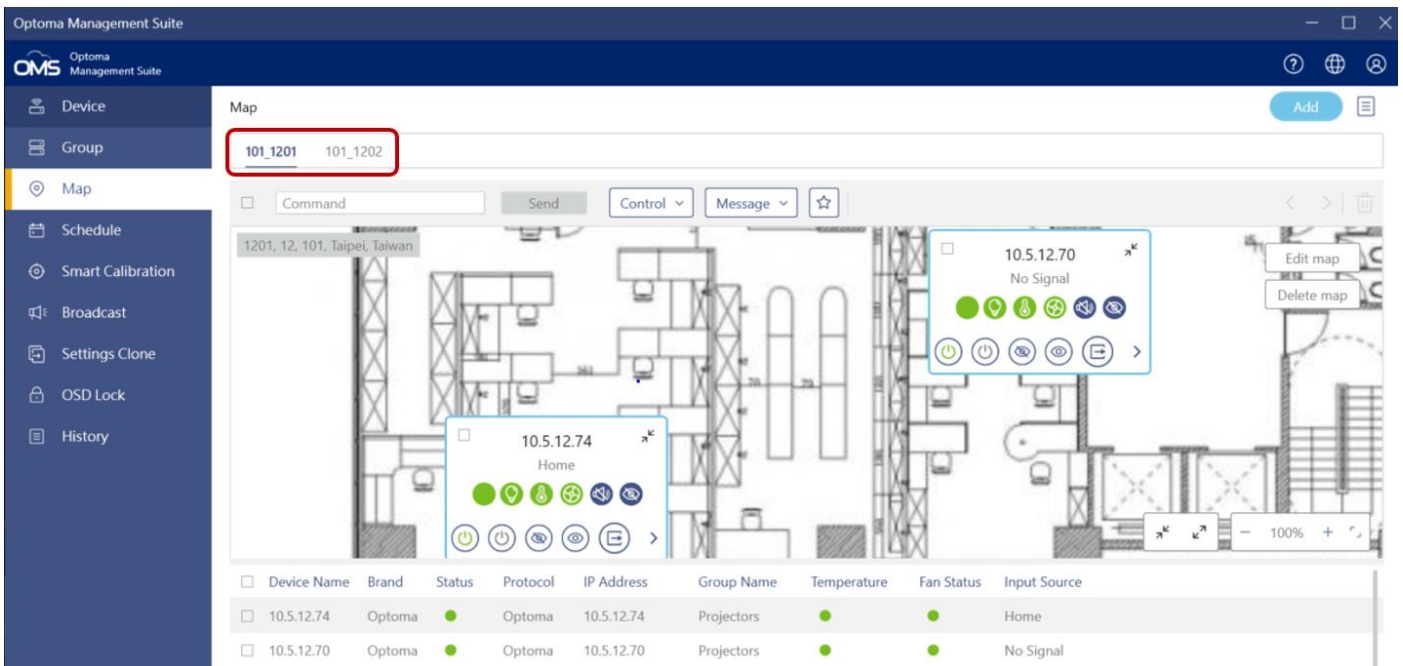 Optoma Management Suite
OMS Optoma Management Suite
Device
Group
Map
Schedule
Smart Calibration
Broadcast
Settings Clone
OSD Lock
History
Map
Add
101_1201 101_1202
Command Send Control Message
1201, 12, 101, Taipei, Taiwan
10.5.12.70
No Signal
Edit map
Delete map
10.5.12.74
Home
100%
Device Name Brand Status Protocol IP Address Group Name Temperature Fan Status Input Source
10.5.12.74 Optoma Optoma 10.5.12.74 Projectors Home
10.5.12.70 Optoma Optoma 10.5.12.70 Projectors No Signal